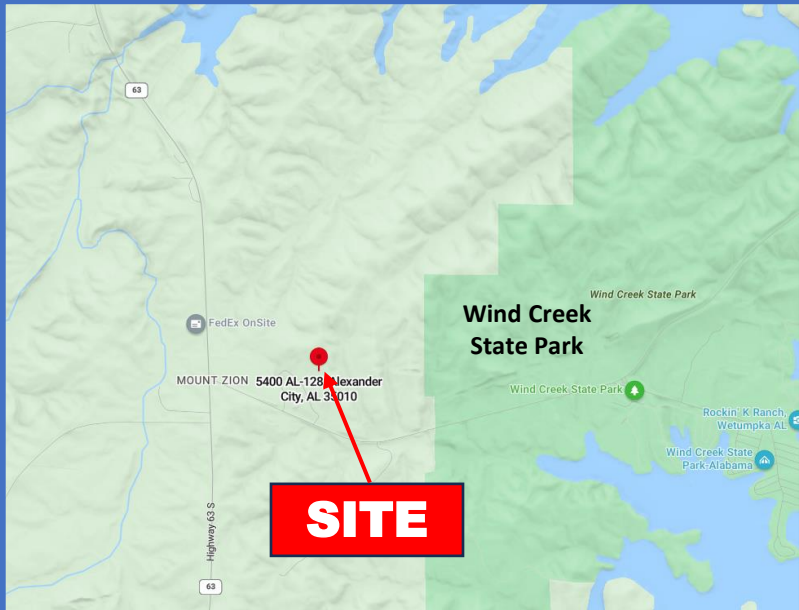 63
Wind Creek State Park
Wind Creek
State Park
FedEx OnSite
MOUNT ZION
5400 AL-128, Alexander
City, AL 35010
Wind Creek State Park
Rockin' K Ranch,
Wetumpka AL
Wind Creek State
Park-Alabama
SITE
Highway 63 S
63